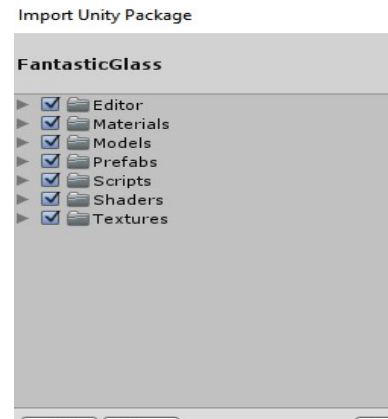 Import Unity Package
FantasticGlass
Editor
Materials
Models
Prefabs
Scripts
Shaders
Textures